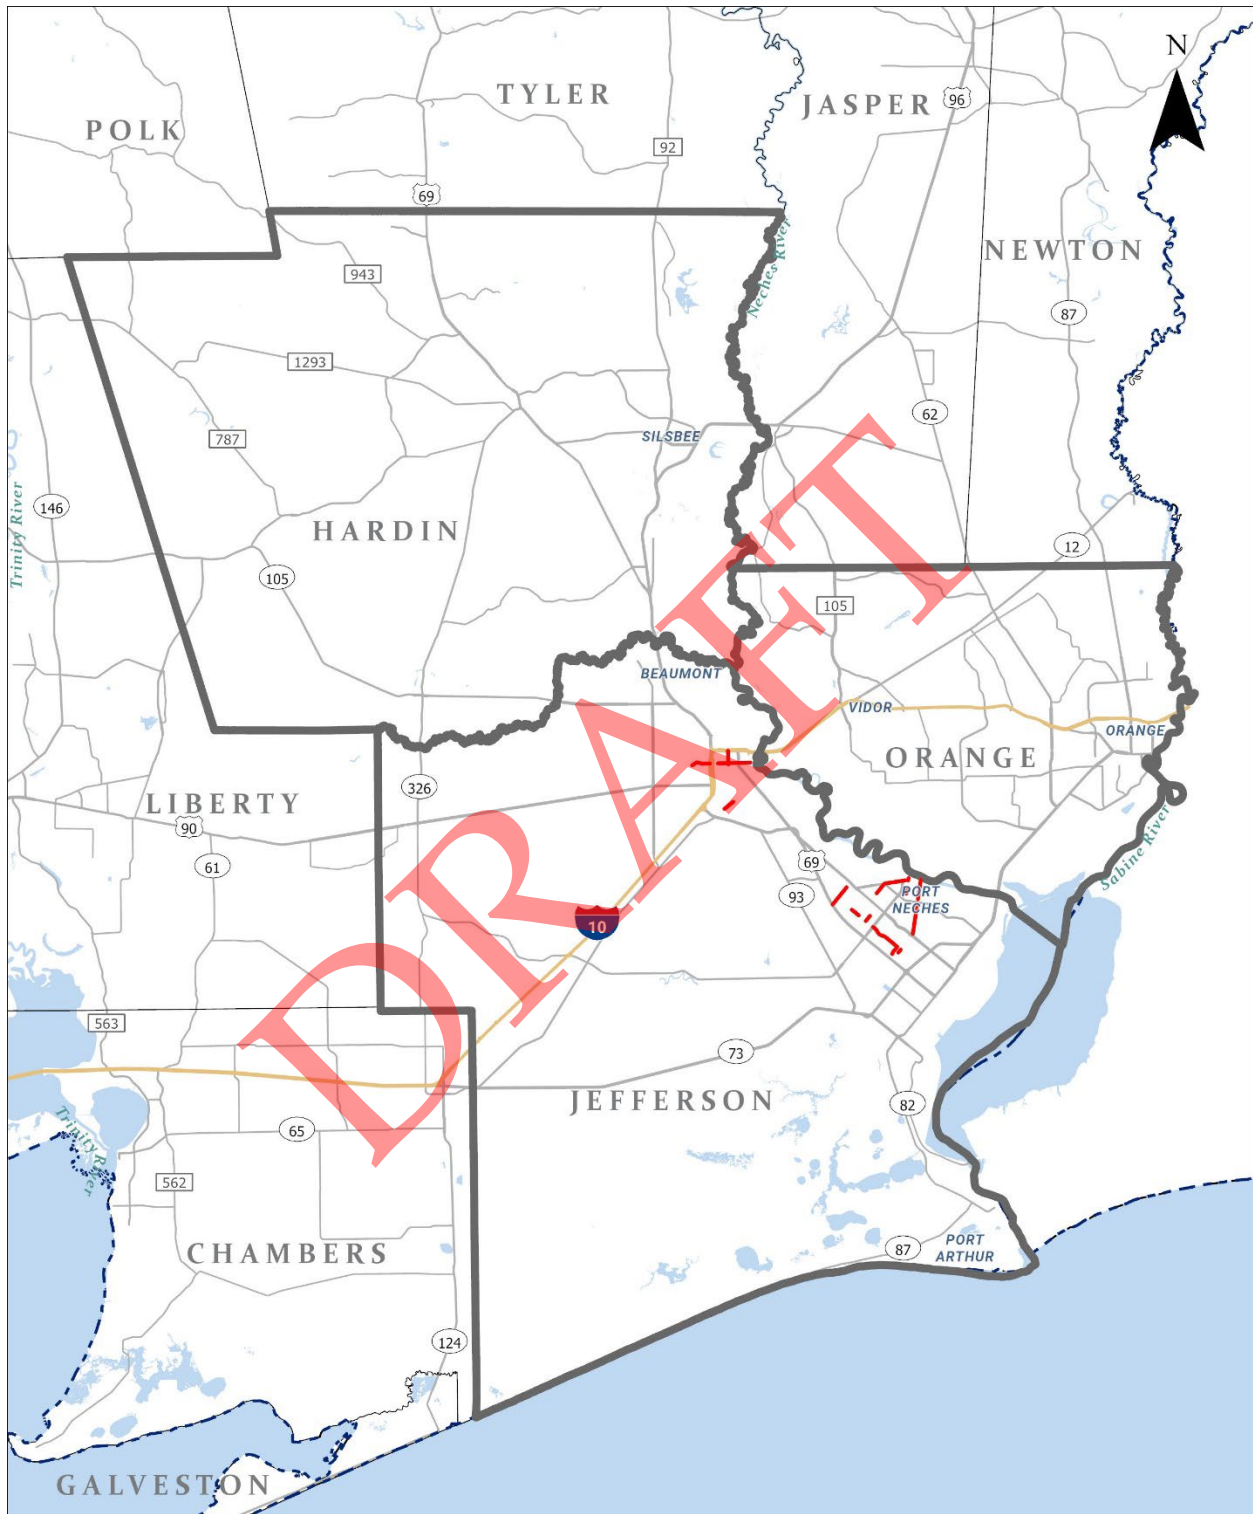 N
TYLER
JASPER
96
POLK
92
69
NEWTON
Neches River
943
87
1293
62
787
SILSBEE
146
Trinity River
HARDIN
12
105
105
BEAUMONT
VIDOR
ORANGE
ORANGE
326
LIBERTY
90
61
69
Sabine River
93
PORT
NECHES
10
DRAFT
563
73
JEFFERSON
82
65
Trinity River
562
CHAMBERS
87
PORT
ARTHUR
124
GALVESTON